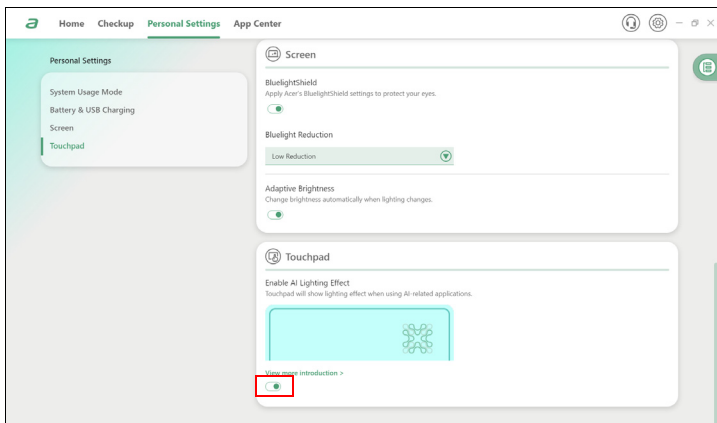 a Home Checkup Personal Settings App Center
Personal Settings
System Usage Mode
Battery & USB Charging
Screen
Touchpad
Screen
BluelightShield
Apply Acer's BluelightShield settings to protect your eyes.
Bluelight Reduction
Low Reduction
Adaptive Brightness
Change brightness automatically when lighting changes.
Touchpad
Enable AI Lighting Effect
Touchpad will show lighting effect when using AI-related applications.
View more introduction >